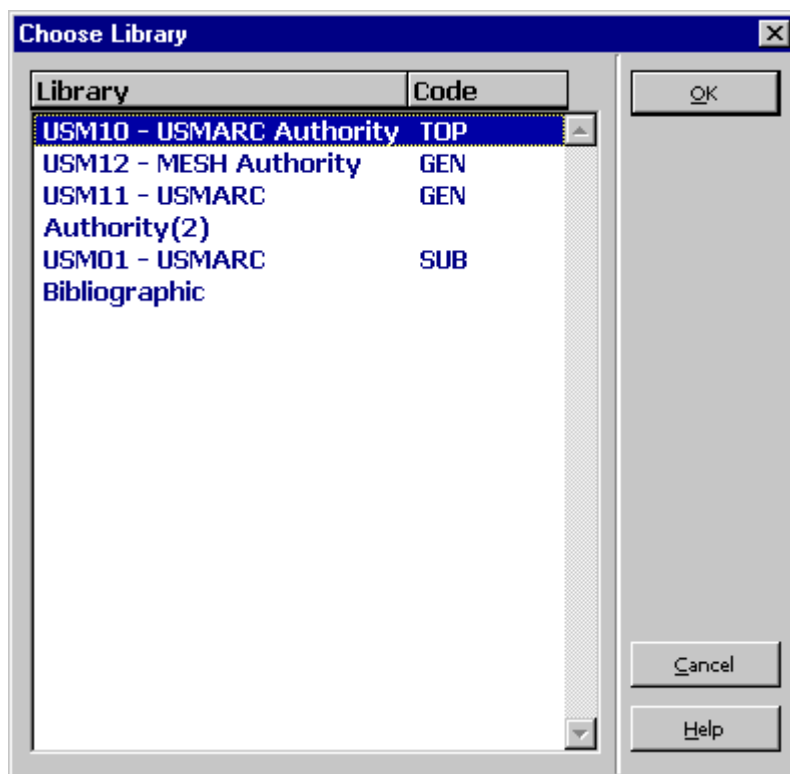 Choose Library
Library Code
USM10 - USMARC Authority TOP
USM12 - MESH Authority GEN
USM11 - USMARC GEN
Authority(2)
USM01 - USMARC SUB
Bibliographic
OK
Cancel
Help